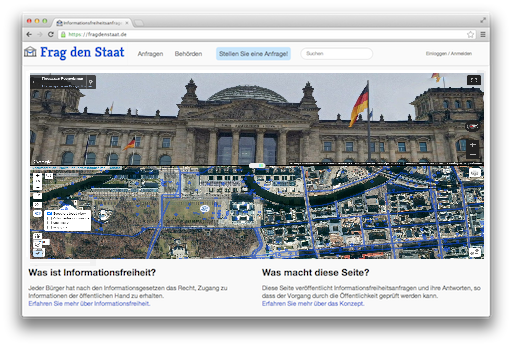 Informationsfreiheitsanfrag
https://fragdenstaat.de
Frag den Staat
Anfragen
Behörden
Stellen Sie eine Anfrage!
Suchen
Einloggen / Anmelden
Was ist Informationsfreiheit?
Jeder Bürger hat nach den Informationsgesetzen das Recht, Zugang zu
Informationen der öffentlichen Hand zu erhalten.
Erfahren Sie mehr über Informationsfreiheit.
Was macht diese Seite?
Diese Seite veröffentlicht Informationsfreiheitsanfragen und ihre Antworten, so
dass der Vorgang durch die Öffentlichkeit geprüft werden kann.
Erfahren Sie mehr über das Konzept.